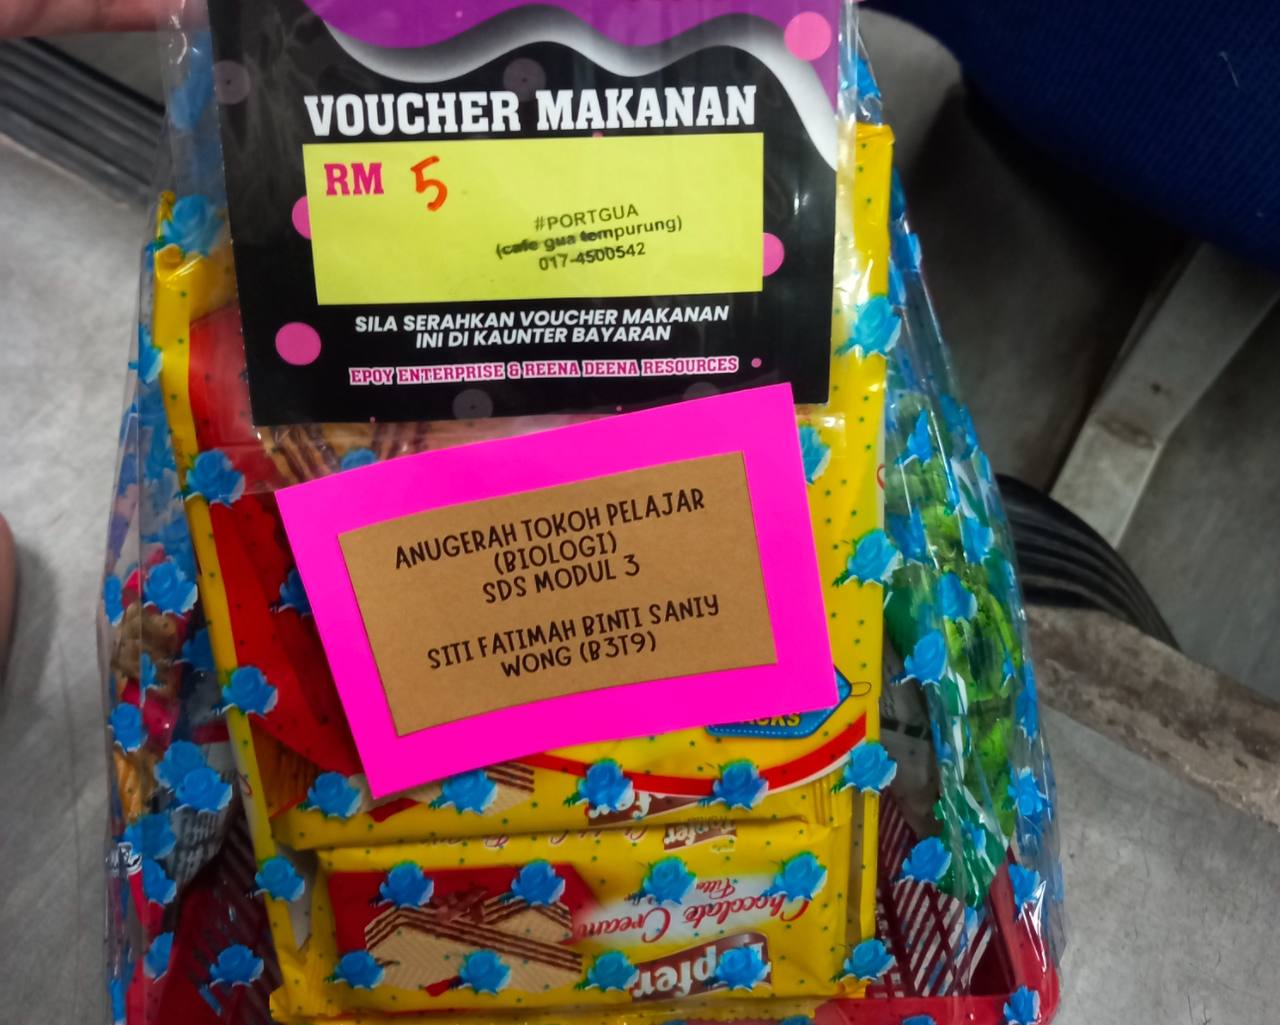 VOUCHER MAKANAN
RM 5
#PORTGUA
(cafe gua tempurung)
017-4500542
SILA SERAHKAN VOUCHER MAKANAN
INI DI KAUNTER BAYARAN
EPOY ENTERPRISE & REENA DEENA RESOURCES
ANUGERAH TOKOH PELAJAR
(BIOLOGI)
SDS MODUL 3
SITI FATIMAH BINTI SANIY
WONG (B3T9)
Chocolate Cream